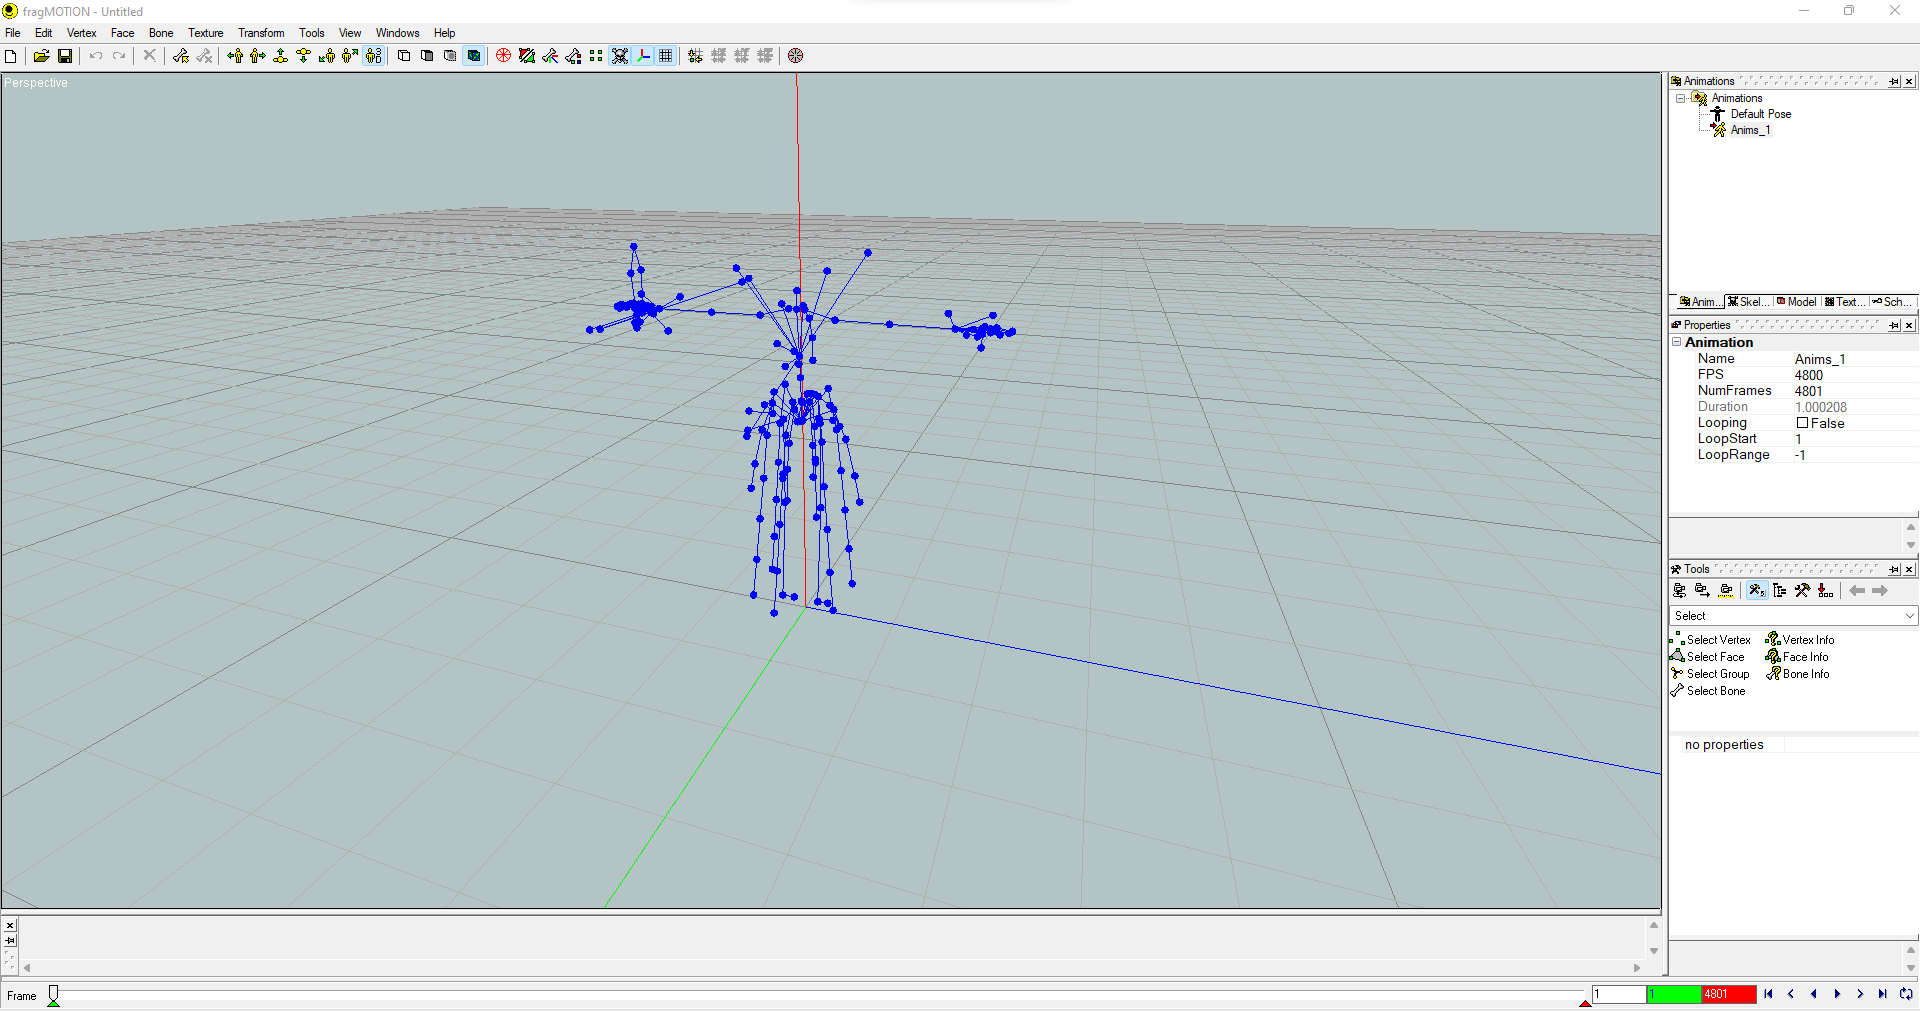 fragMOTION - Untitled
File Edit Vertex Face Bone Texture Transform Tools View Windows Help
Perspective
Animations
Animations
Default Pose
Anims_1
Anim... Skel... Model Text... Sch...
Properties
Animation
Name Anims_1
FPS 4800
NumFrames 4801
Duration 1.000208
Looping False
LoopStart 1
LoopRange -1
Tools
Select
Select Vertex Vertex Info
Select Face Face Info
Select Group Bone Info
Select Bone
no properties
Frame 1 1 4801